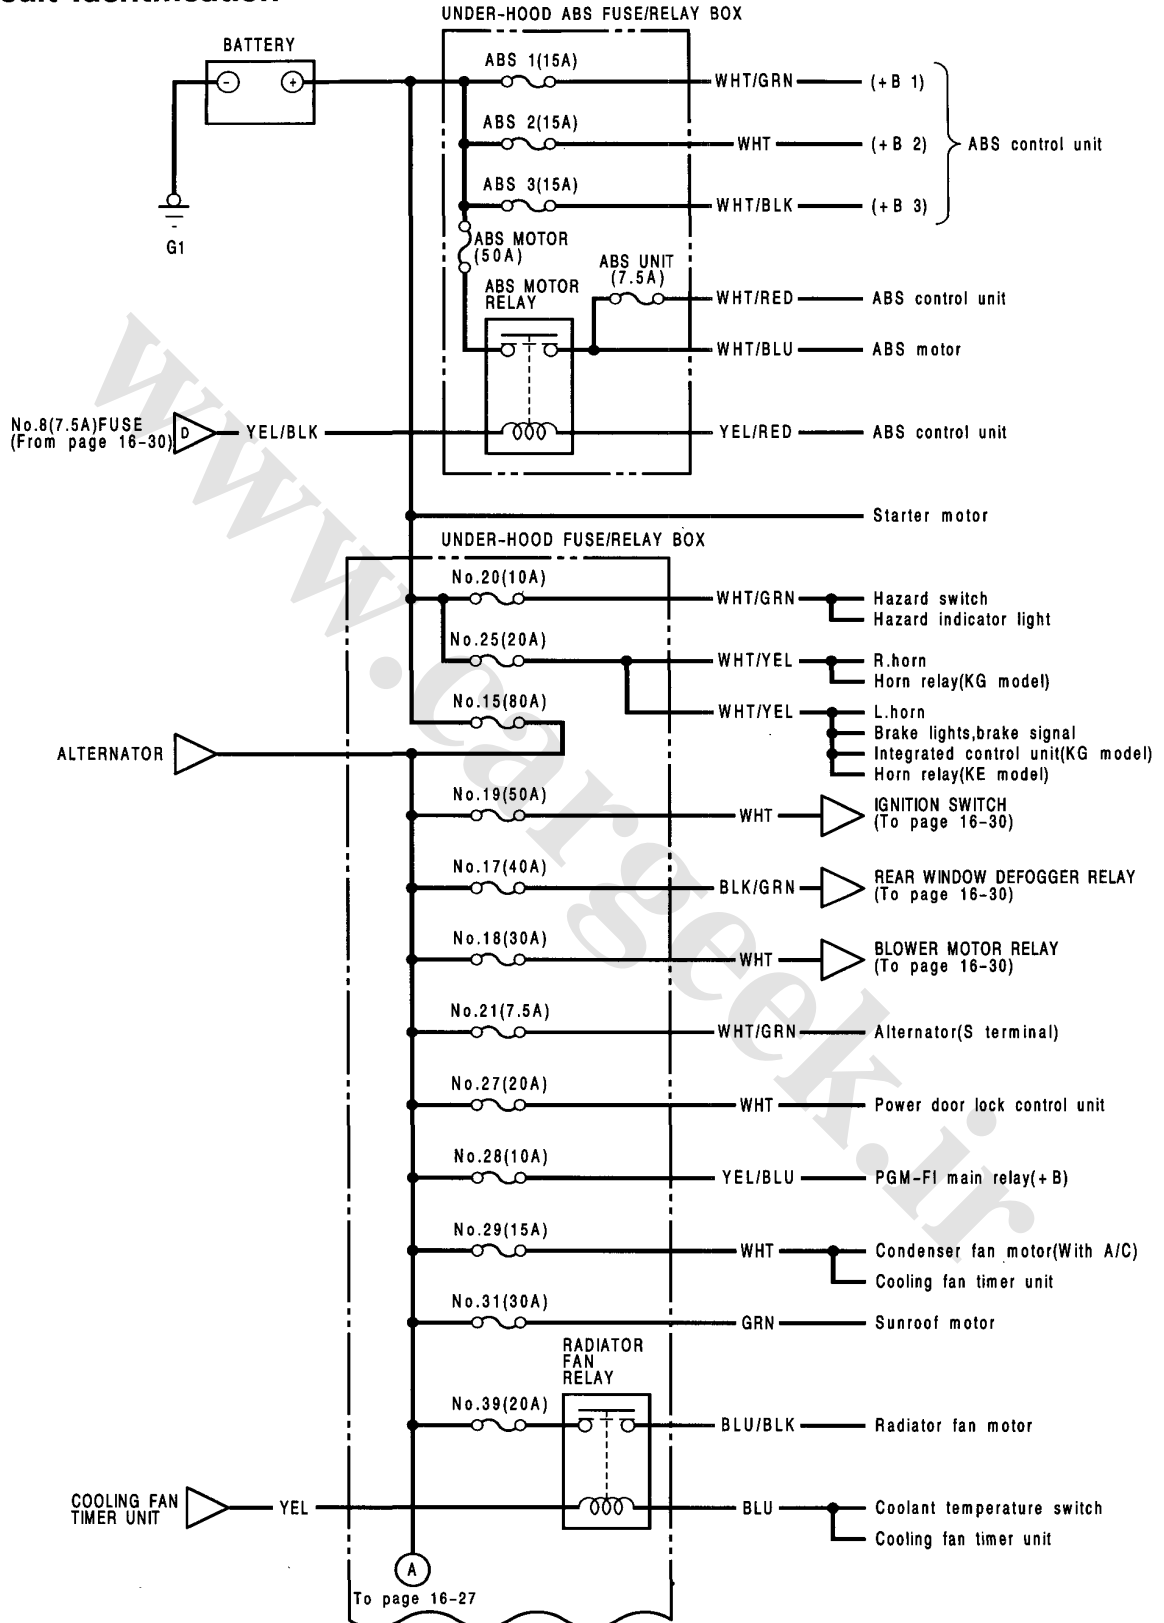 UNDER-HOOD ABS FUSE/RELAY BOX
BATTERY
- +
G1
ABS 1(15A)
WHT/GRN
(+B 1)
ABS 2(15A)
WHT
(+B 2)
ABS control unit
ABS 3(15A)
WHT/BLK
(+B 3)
ABS MOTOR
(50A)
ABS UNIT
(7.5A)
WHT/RED
ABS control unit
ABS MOTOR
RELAY
WHT/BLU
ABS motor
No.8(7.5A)FUSE
(From page 16-30)
D
YEL/BLK
YEL/RED
ABS control unit
Starter motor
UNDER-HOOD FUSE/RELAY BOX
No.20(10A)
WHT/GRN
Hazard switch
Hazard indicator light
No.25(20A)
WHT/YEL
R.horn
Horn relay(KG model)
No.15(80A)
WHT/YEL
L.horn
Brake lights,brake signal
Integrated control unit(KG model)
Horn relay(KE model)
ALTERNATOR
No.19(50A)
WHT
IGNITION SWITCH
(To page 16-30)
No.17(40A)
BLK/GRN
REAR WINDOW DEFOGGER RELAY
(To page 16-30)
No.18(30A)
WHT
BLOWER MOTOR RELAY
(To page 16-30)
No.21(7.5A)
WHT/GRN
Alternator(S terminal)
No.27(20A)
WHT
Power door lock control unit
No.28(10A)
YEL/BLU
PGM-FI main relay(+B)
No.29(15A)
WHT
Condenser fan motor(With A/C)
Cooling fan timer unit
No.31(30A)
GRN
Sunroof motor
RADIATOR
FAN
RELAY
No.39(20A)
BLU/BLK
Radiator fan motor
COOLING FAN
TIMER UNIT
YEL
BLU
Coolant temperature switch
Cooling fan timer unit
A
To page 16-27
www.cargeek.ir